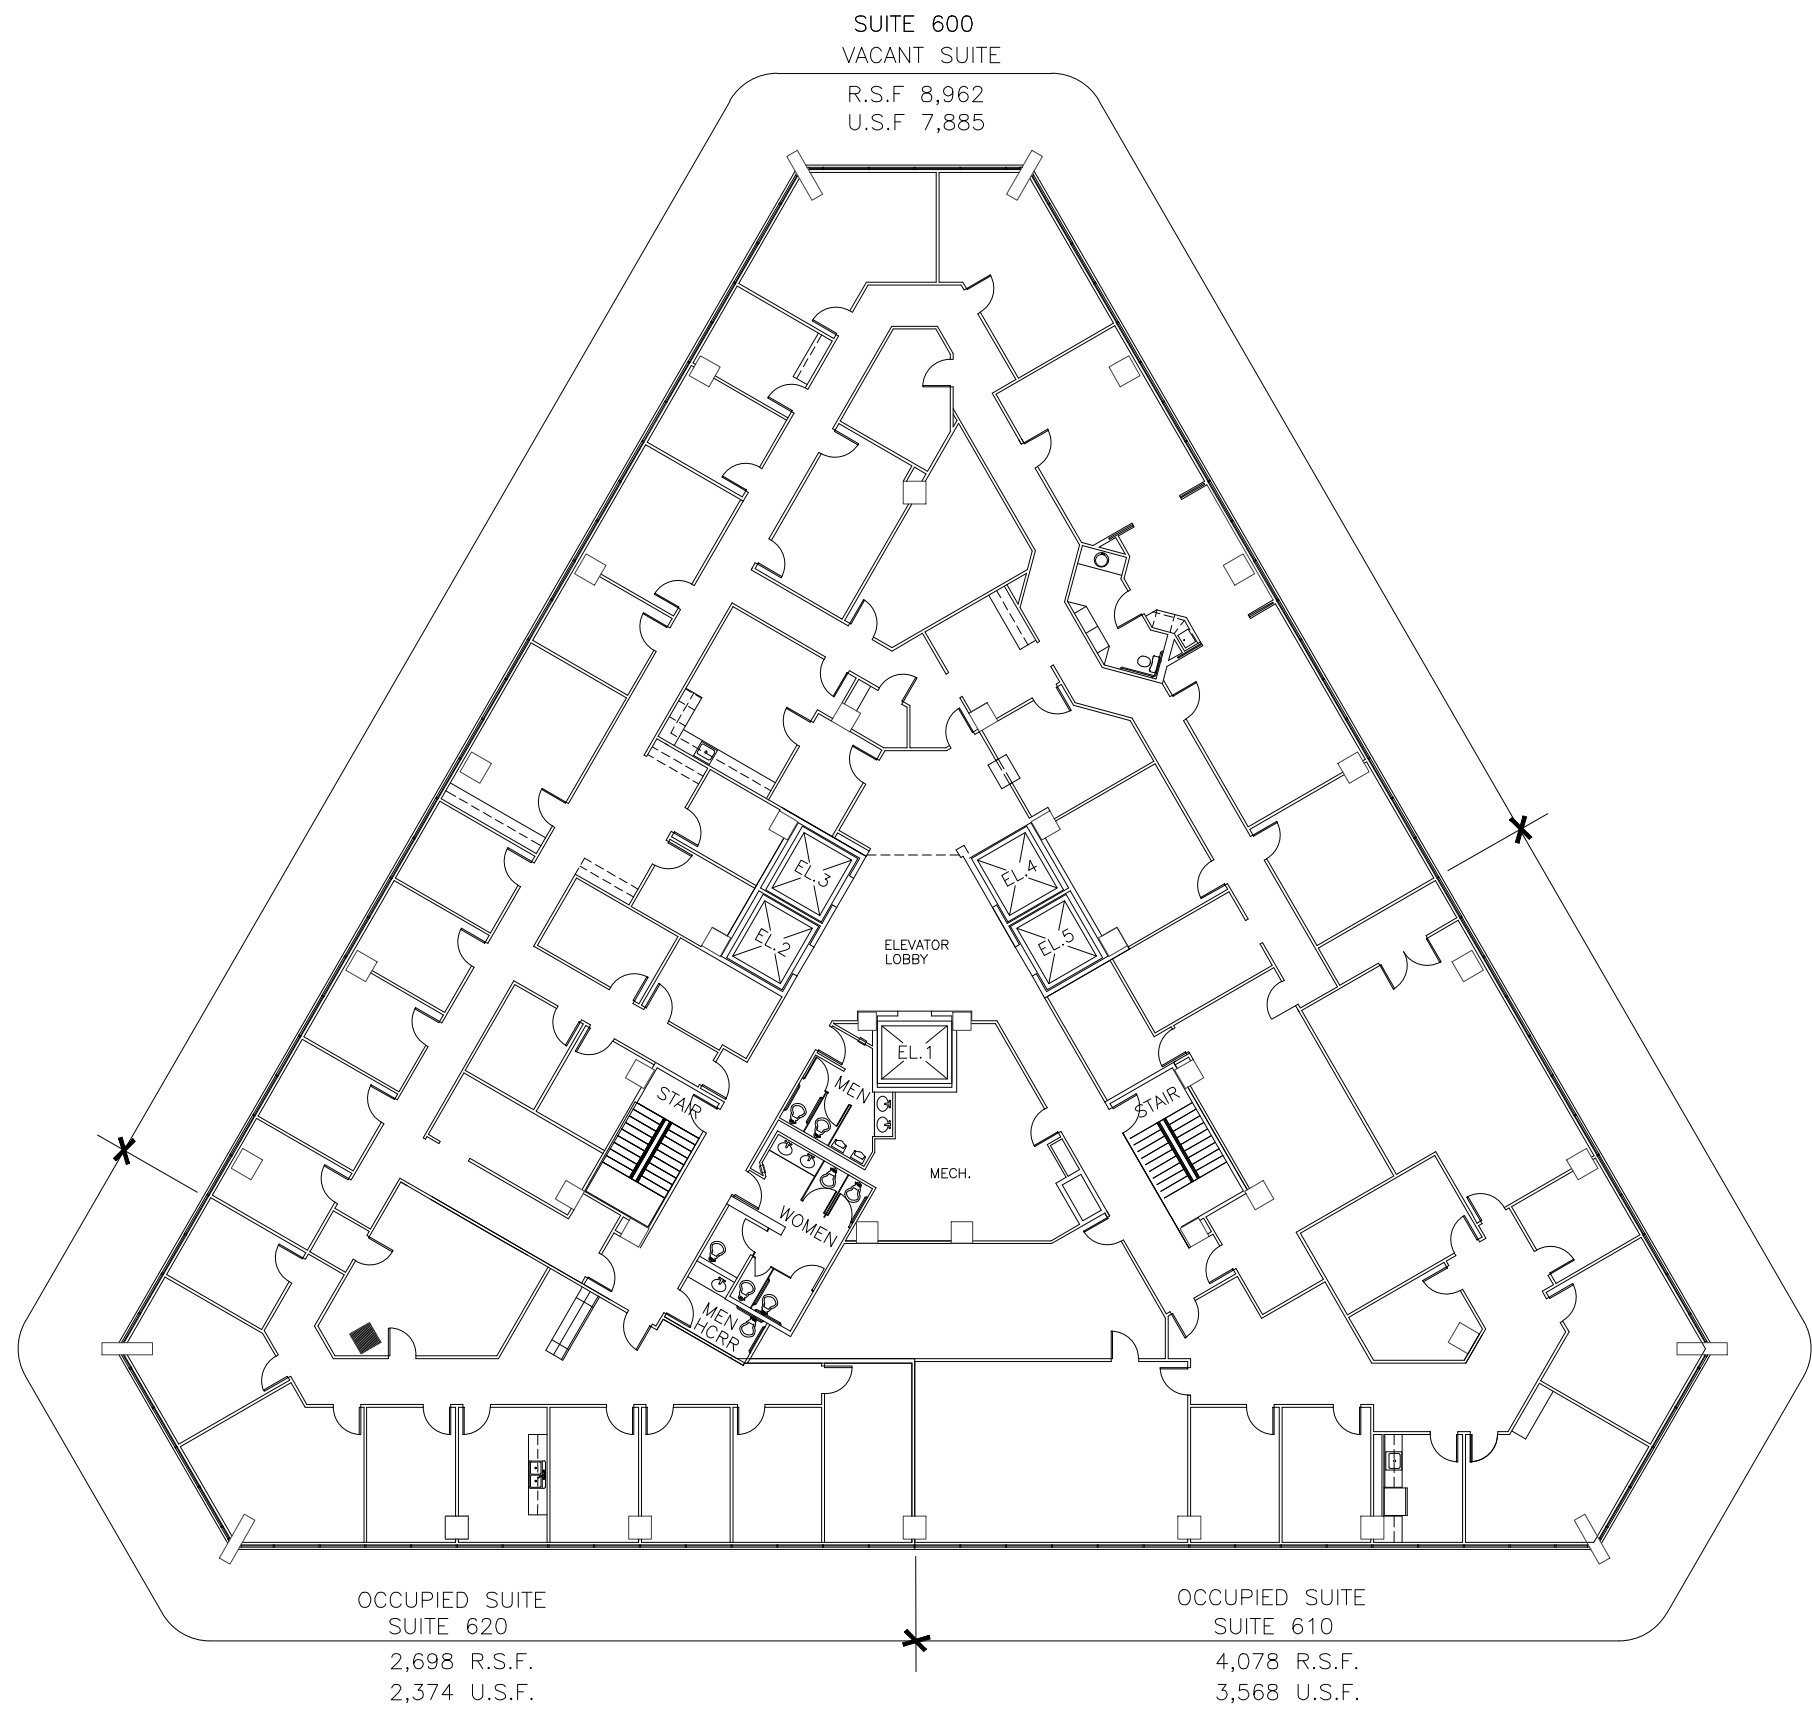 SUITE 600
VACANT SUITE
R.S.F 8,962
U.S.F 7,885
EL.3
EL.4
EL.2
EL.5
ELEVATOR
LOBBY
EL.1
MEN
STAIR
STAIR
MECH.
WOMEN
MEN
HCRR
OCCUPIED SUITE
SUITE 620
2,698 R.S.F.
2,374 U.S.F.
OCCUPIED SUITE
SUITE 610
4,078 R.S.F.
3,568 U.S.F.